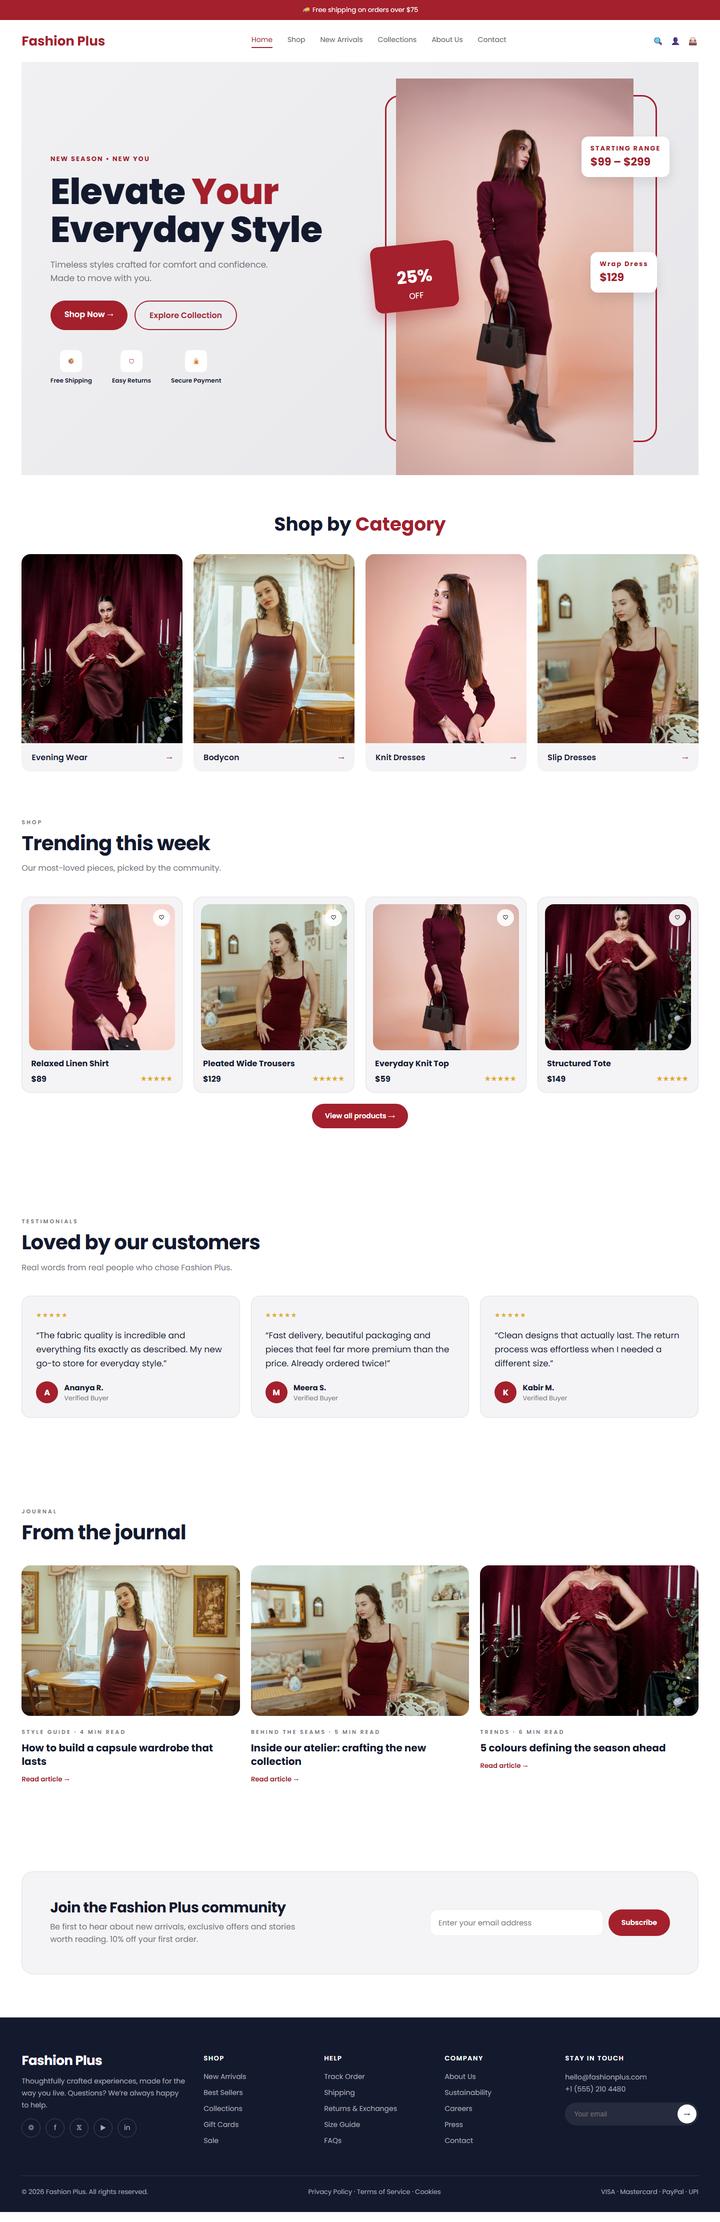 🚚 Free shipping on orders over $75
Fashion Plus
Home
Shop
New Arrivals
Collections
About Us
Contact
NEW SEASON • NEW YOU
Elevate Your
Everyday Style
Timeless styles crafted for comfort and confidence.
Made to move with you.
Shop Now →
Explore Collection
Free Shipping
Easy Returns
Secure Payment
STARTING RANGE
$99 – $299
25%
OFF
Wrap Dress
$129
Shop by Category
Evening Wear →
Bodycon →
Knit Dresses →
Slip Dresses →
SHOP
Trending this week
Our most-loved pieces, picked by the community.
Relaxed Linen Shirt
$89 ★★★★★
Pleated Wide Trousers
$129 ★★★★★
Everyday Knit Top
$59 ★★★★★
Structured Tote
$149 ★★★★★
View all products →
TESTIMONIALS
Loved by our customers
Real words from real people who chose Fashion Plus.
★★★★★
“The fabric quality is incredible and
everything fits exactly as described. My new
go-to store for everyday style.”
A
Ananya R.
Verified Buyer
★★★★★
“Fast delivery, beautiful packaging and
pieces that feel far more premium than the
price. Already ordered twice!”
M
Meera S.
Verified Buyer
★★★★★
“Clean designs that actually last. The return
process was effortless when I needed a
different size.”
K
Kabir M.
Verified Buyer
JOURNAL
From the journal
STYLE GUIDE · 4 MIN READ
How to build a capsule wardrobe that
lasts
Read article →
BEHIND THE SEAMS · 5 MIN READ
Inside our atelier: crafting the new
collection
Read article →
TRENDS · 6 MIN READ
5 colours defining the season ahead
Read article →
Join the Fashion Plus community
Be first to hear about new arrivals, exclusive offers and stories
worth reading. 10% off your first order.
Enter your email address
Subscribe
Fashion Plus
Thoughtfully crafted experiences, made for the
way you live. Questions? We're always happy
to help.
f
𝕏
in
SHOP
New Arrivals
Best Sellers
Collections
Gift Cards
Sale
HELP
Track Order
Shipping
Returns & Exchanges
Size Guide
FAQs
COMPANY
About Us
Sustainability
Careers
Press
Contact
STAY IN TOUCH
hello@fashionplus.com
+1 (555) 210 4480
Your email
→
© 2026 Fashion Plus. All rights reserved.
Privacy Policy · Terms of Service · Cookies
VISA · Mastercard · PayPal · UPI